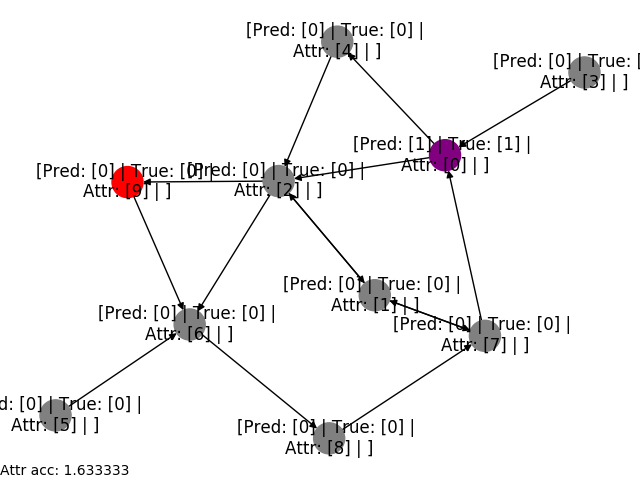 [Pred: [0] | True: [0] |
Attr: [4] | ]
[Pred: [0] | True: [
Attr: [3] | ]
[Pred: [1] | True: [1] |
Attr: [0] | ]
[Pred: [0] | True: [0] |
Attr: [9] | ]
[Pred: [0] | True: [0] |
Attr: [2] | ]
[Pred: [0] | True: [0] |
Attr: [1] | ]
[Pred: [0] | True: [0] |
Attr: [6] | ]
[Pred: [0] | True: [0] |
Attr: [7] | ]
d: [0] | True: [0] |
Attr: [5] | ]
[Pred: [0] | True: [0] |
Attr: [8] | ]
Attr acc: 1.633333